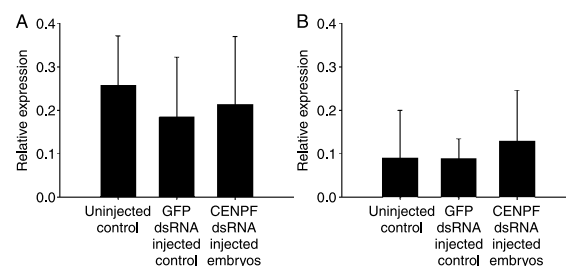 A
0.4
0.3
0.2
0.1
0.0
Relative expression
Uninjected
control
GFP
dsRNA
injected
control
CENPF
dsRNA
injected
embryos
B
0.4
0.3
0.2
0.1
0.0
Relative expression
Uninjected
control
GFP
dsRNA
injected
control
CENPF
dsRNA
injected
embryos